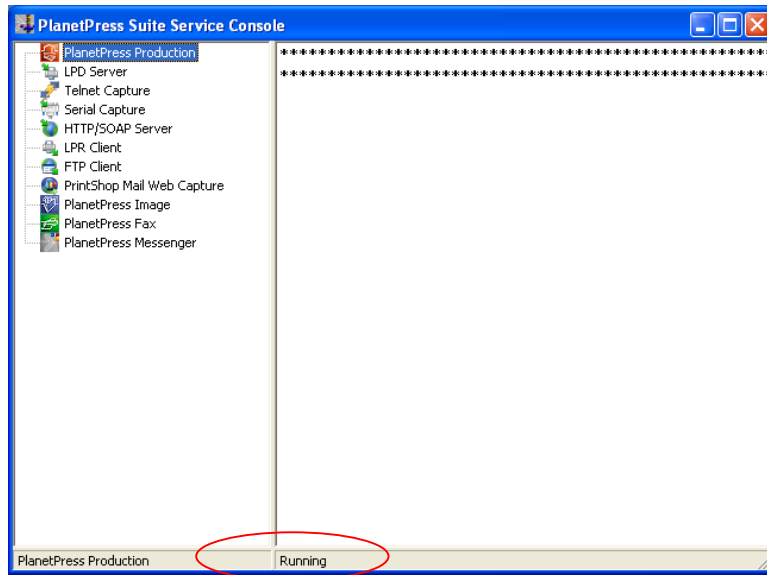 PlanetPress Suite Service Console
PlanetPress Production
LPD Server
Telnet Capture
Serial Capture
HTTP/SOAP Server
LPR Client
FTP Client
PrintShop Mail Web Capture
PlanetPress Image
PlanetPress Fax
PlanetPress Messenger
*****************************************************
*****************************************************
PlanetPress Production
Running